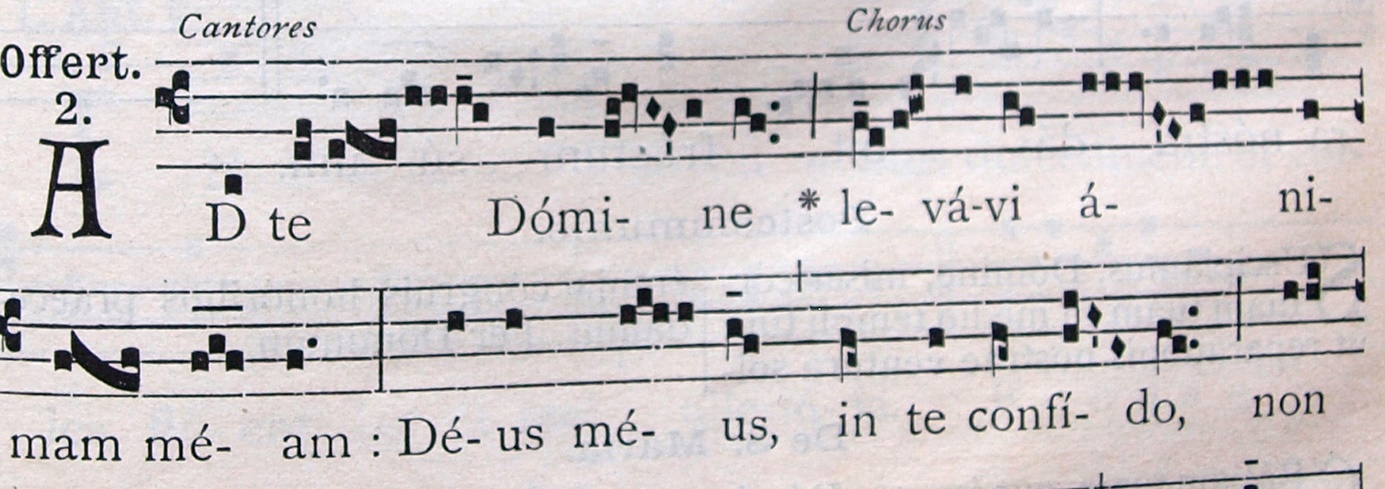 Cantores Chorus
Offert.
2.
AD te Dómi- ne * le- vá-vi á- ni-
mam mé- am : Dé- us mé- us, in te confí- do, non